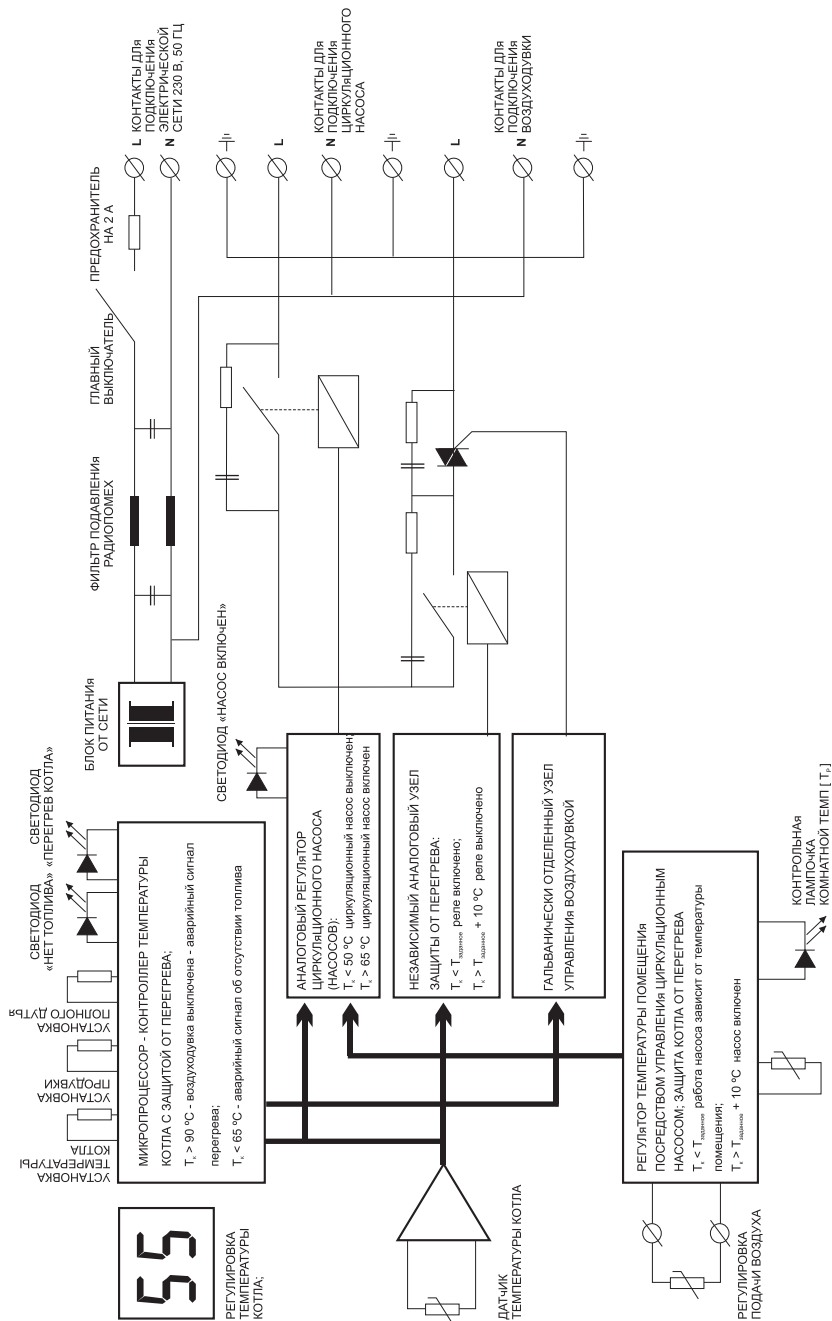 L
КОНТАКТЫ ДЛЯ
ПОДКЛЮЧЕНИЯ
ЭЛЕКТРИЧЕСКОЙ
СЕТИ 230 В, 50 ГЦ
N
L
КОНТАКТЫ ДЛЯ
ПОДКЛЮЧЕНИЯ
ЦИРКУЛЯЦИОННОГО
НАСОСА
N
L
КОНТАКТЫ ДЛЯ
ПОДКЛЮЧЕНИЯ
ВОЗДУХОДУВКИ
N
ПРЕДОХРАНИТЕЛЬ
НА 2 А
ГЛАВНЫЙ
ВЫКЛЮЧАТЕЛЬ
ФИЛЬТР ПОДАВЛЕНИЯ
РАДИОПОМЕХ
БЛОК ПИТАНИЯ
ОТ СЕТИ
СВЕТОДИОД «НАСОС ВКЛЮЧЕН»
СВЕТОДИОД
«ПЕРЕГРЕВ КОТЛА»
СВЕТОДИОД
«НЕТ ТОПЛИВА»
УСТАНОВКА
ПОЛНОГО ДУТЬЯ
УСТАНОВКА
ПРОДУВКИ
УСТАНОВКА
ТЕМПЕРАТУРЫ
КОТЛА
МИКРОПРОЦЕССОР - КОНТРОЛЛЕР ТЕМПЕРАТУРЫ
КОТЛА С ЗАЩИТОЙ ОТ ПЕРЕГРЕВА;
Tк > 90 ºC - воздуходувка выключена - аварийный сигнал
перегрева;
Tк < 65 ºC - аварийный сигнал об отсутствии топлива
АНАЛОГОВЫЙ РЕГУЛЯТОР
ЦИРКУЛЯЦИОННОГО НАСОСА
(НАСОСОВ):
Tк < 50 ºC циркуляционный насос выключен;
Tк > 65 ºC циркуляционный насос включен
НЕЗАВИСИМЫЙ АНАЛОГОВЫЙ УЗЕЛ
ЗАЩИТЫ ОТ ПЕРЕГРЕВА:
Tк < Tзаданное реле включено;
Tк > Tзаданное + 10 ºC реле выключено
ГАЛЬВАНИЧЕСКИ ОТДЕЛЕННЫЙ УЗЕЛ
УПРАВЛЕНИЯ ВОЗДУХОДУВКОЙ
РЕГУЛЯТОР ТЕМПЕРАТУРЫ ПОМЕЩЕНИЯ
ПОСРЕДСТВОМ УПРАВЛЕНИЯ ЦИРКУЛЯЦИОННЫМ
НАСОСОМ; ЗАЩИТА КОТЛА ОТ ПЕРЕГРЕВА
Tк < Tзаданное работа насоса зависит от температуры
помещения;
Tк > Tзаданное + 10 ºC насос включен
КОНТРОЛЬНАЯ
ЛАМПОЧКА
КОМНАТНОЙ ТЕМП [ Tр]
55
РЕГУЛИРОВКА
ТЕМПЕРАТУРЫ
КОТЛА;
ДАТЧИК
ТЕМПЕРАТУРЫ КОТЛА
РЕГУЛИРОВКА
ПОДАЧИ ВОЗДУХА